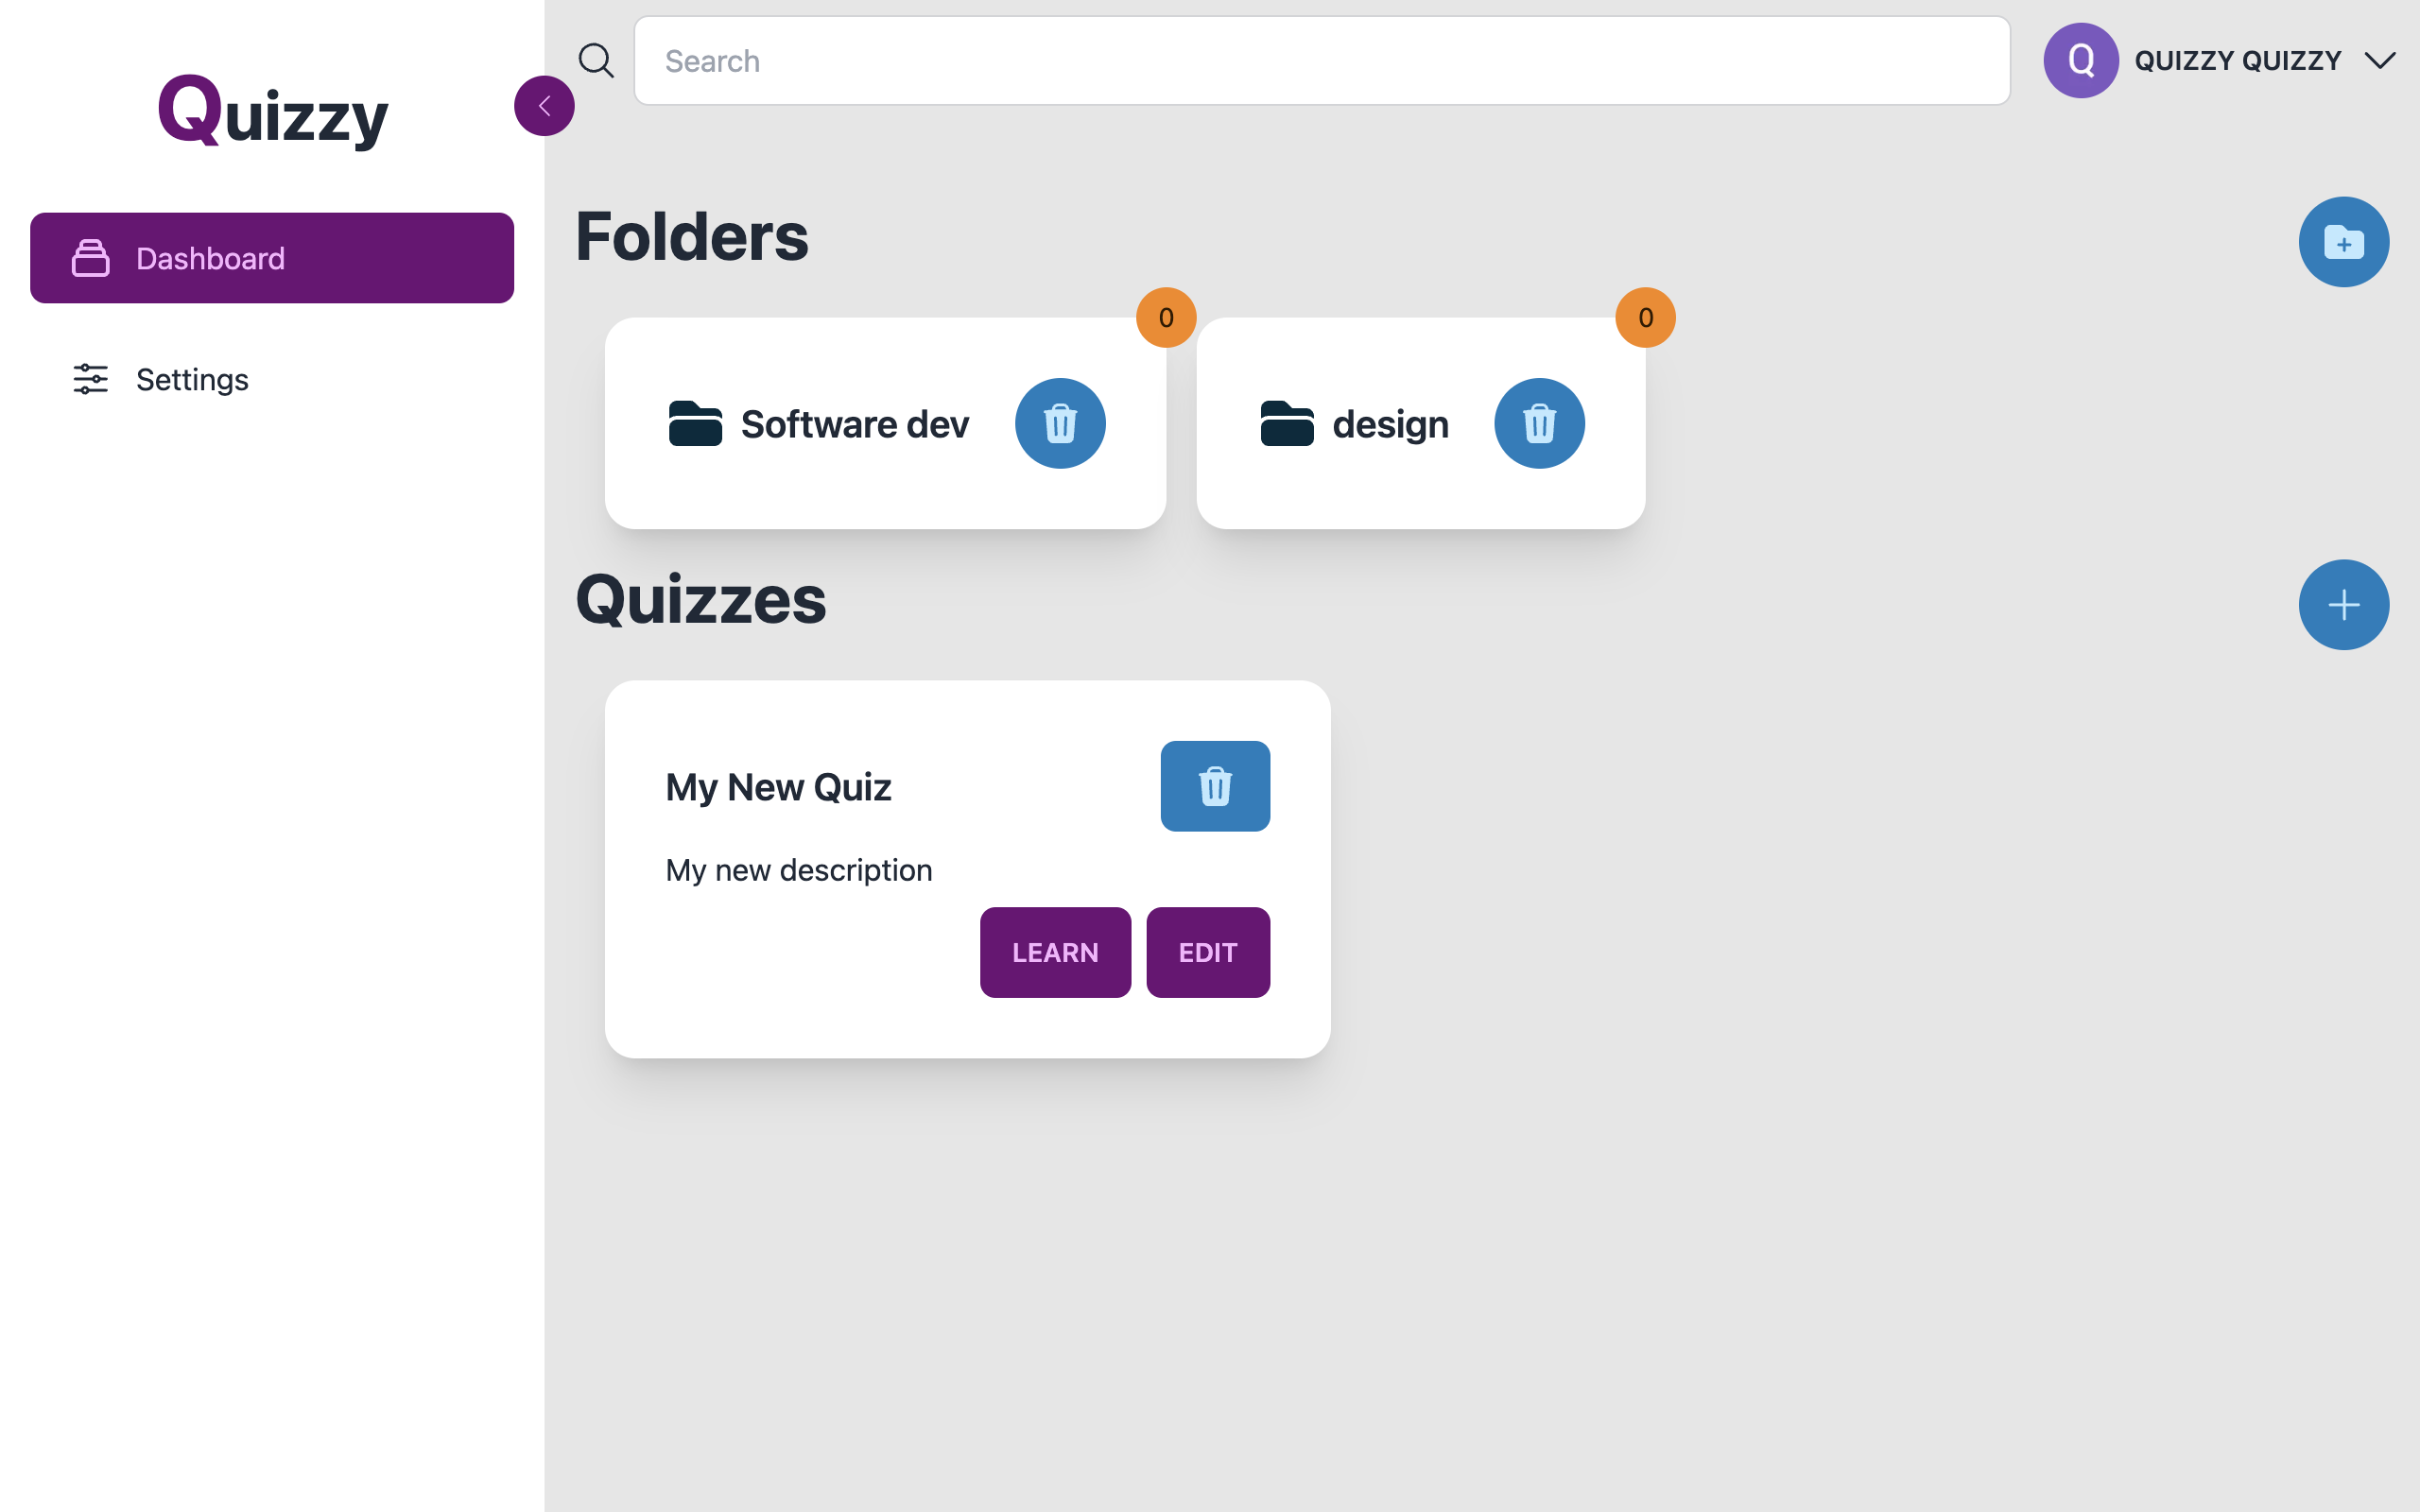 Quizzy
Search
Q QUIZZY QUIZZY
Dashboard
Settings
Folders
0
0
Software dev
design
Quizzes
My New Quiz
My new description
LEARN
EDIT